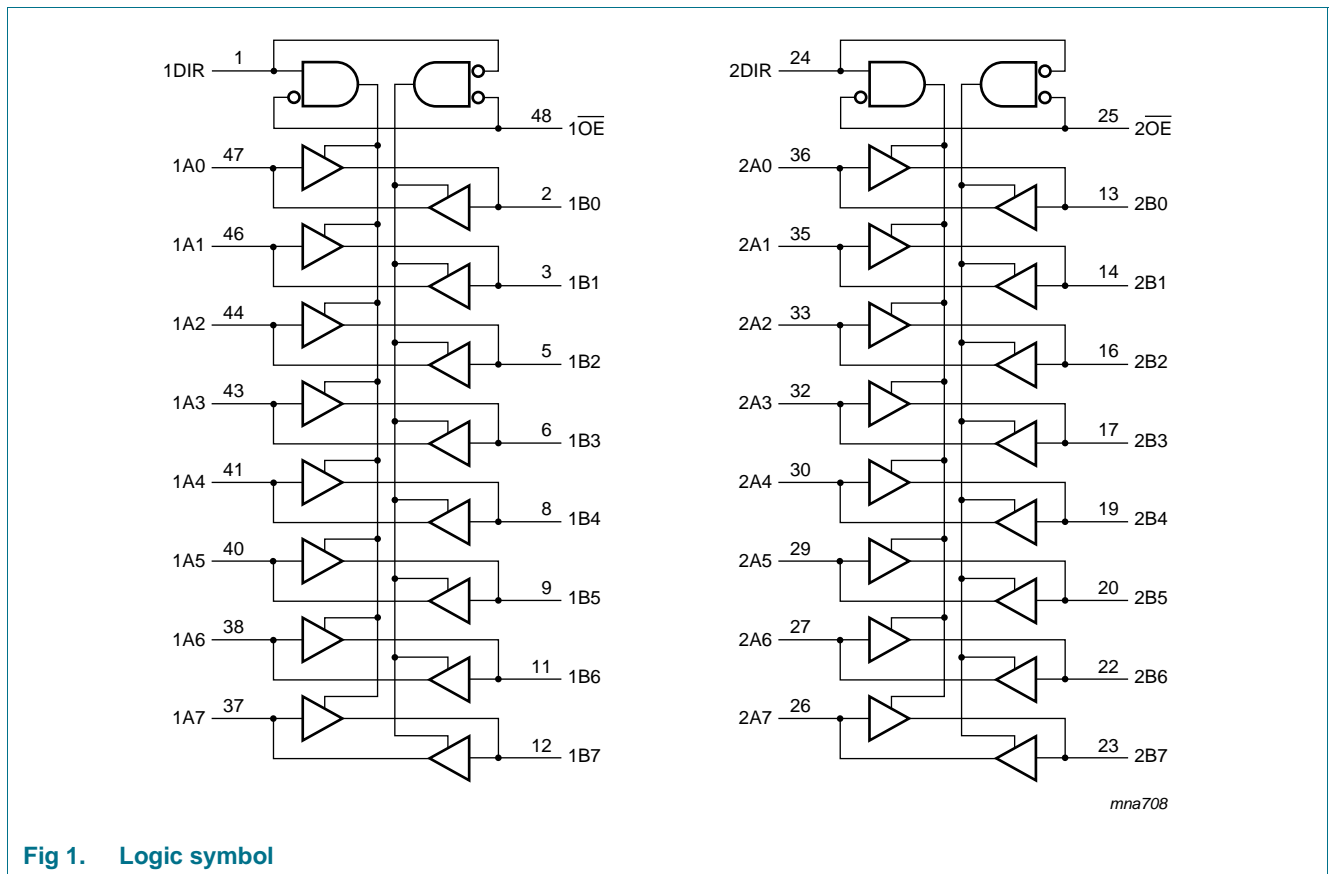 1DIR 1 2DIR 24
48 1OE 25 2OE
1A0 47 2A0 36
2 1B0 13 2B0
1A1 46 2A1 35
3 1B1 14 2B1
1A2 44 2A2 33
5 1B2 16 2B2
1A3 43 2A3 32
6 1B3 17 2B3
1A4 41 2A4 30
8 1B4 19 2B4
1A5 40 2A5 29
9 1B5 20 2B5
1A6 38 2A6 27
11 1B6 22 2B6
1A7 37 2A7 26
12 1B7 23 2B7
mna708
Fig 1. Logic symbol